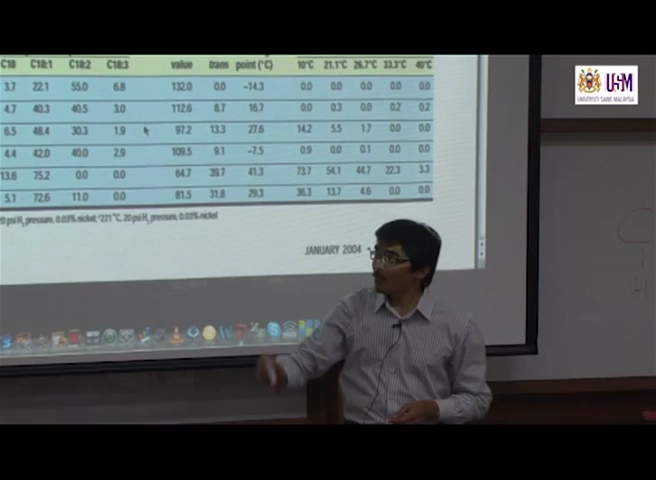 C18 C18:1 C18:2 C18:3 value trans point (°C) 10°C 21.1°C 26.7°C 33.3°C 40°C
3.7 22.1 55.0 6.8 132.0 0.0 –14.3 0.0 0.0 0.0 0.0 0.0
4.7 40.3 40.5 3.0 112.6 8.7 16.7 0.0 0.3 0.0 0.2 0.2
6.5 48.4 30.3 1.9 97.2 13.3 27.6 14.2 5.5 1.7 0.0 0.0
4.4 42.0 40.0 2.9 109.5 9.1 –7.5 0.9 0.0 0.1 0.0 0.0
13.6 75.2 0.0 0.0 64.7 39.7 41.3 73.7 54.1 44.7 22.3 3.3
5.1 72.6 11.0 0.0 81.5 31.8 29.3 36.3 13.7 4.6 0.0 0.0
20 psi H2 pressure, 0.03% nickel; 221 °C, 20 psi H2 pressure, 0.03% nickel
JANUARY 2004
USM
UNIVERSITI SAINS MALAYSIA